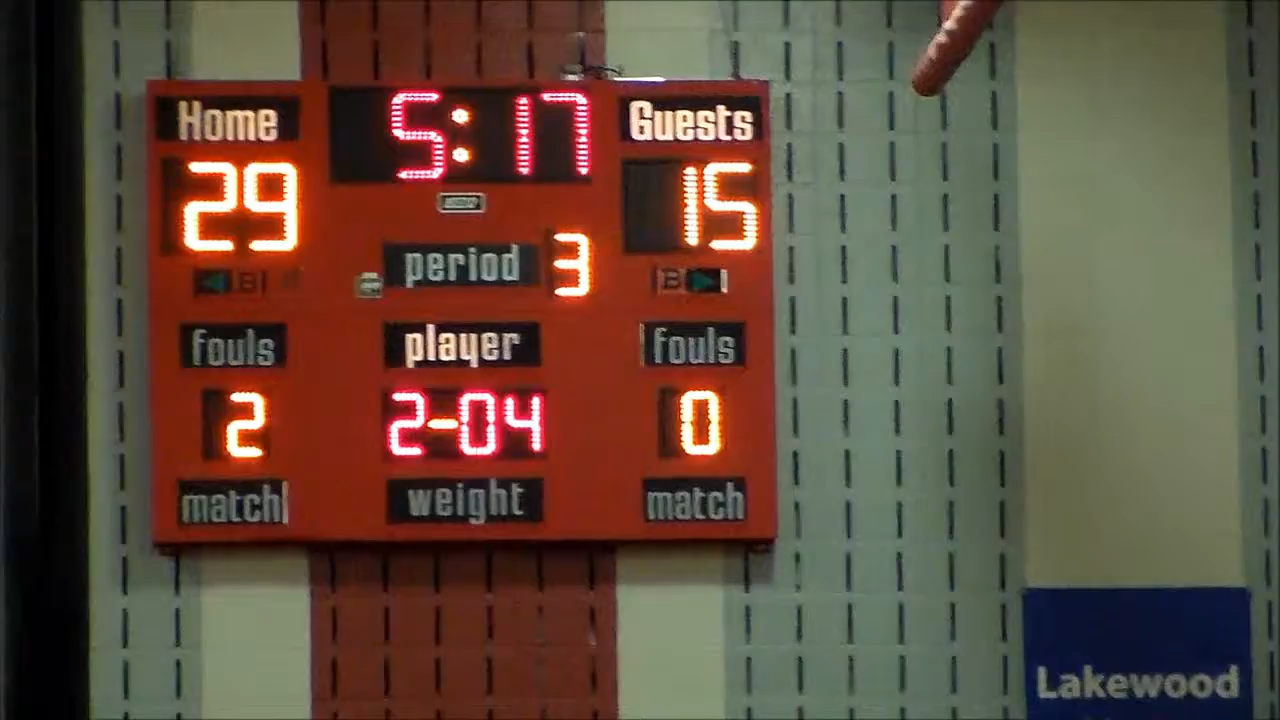 Home 5:17 Guests
29 15
period 3
B B
fouls player fouls
2 2-04 0
match weight match
Lakewood